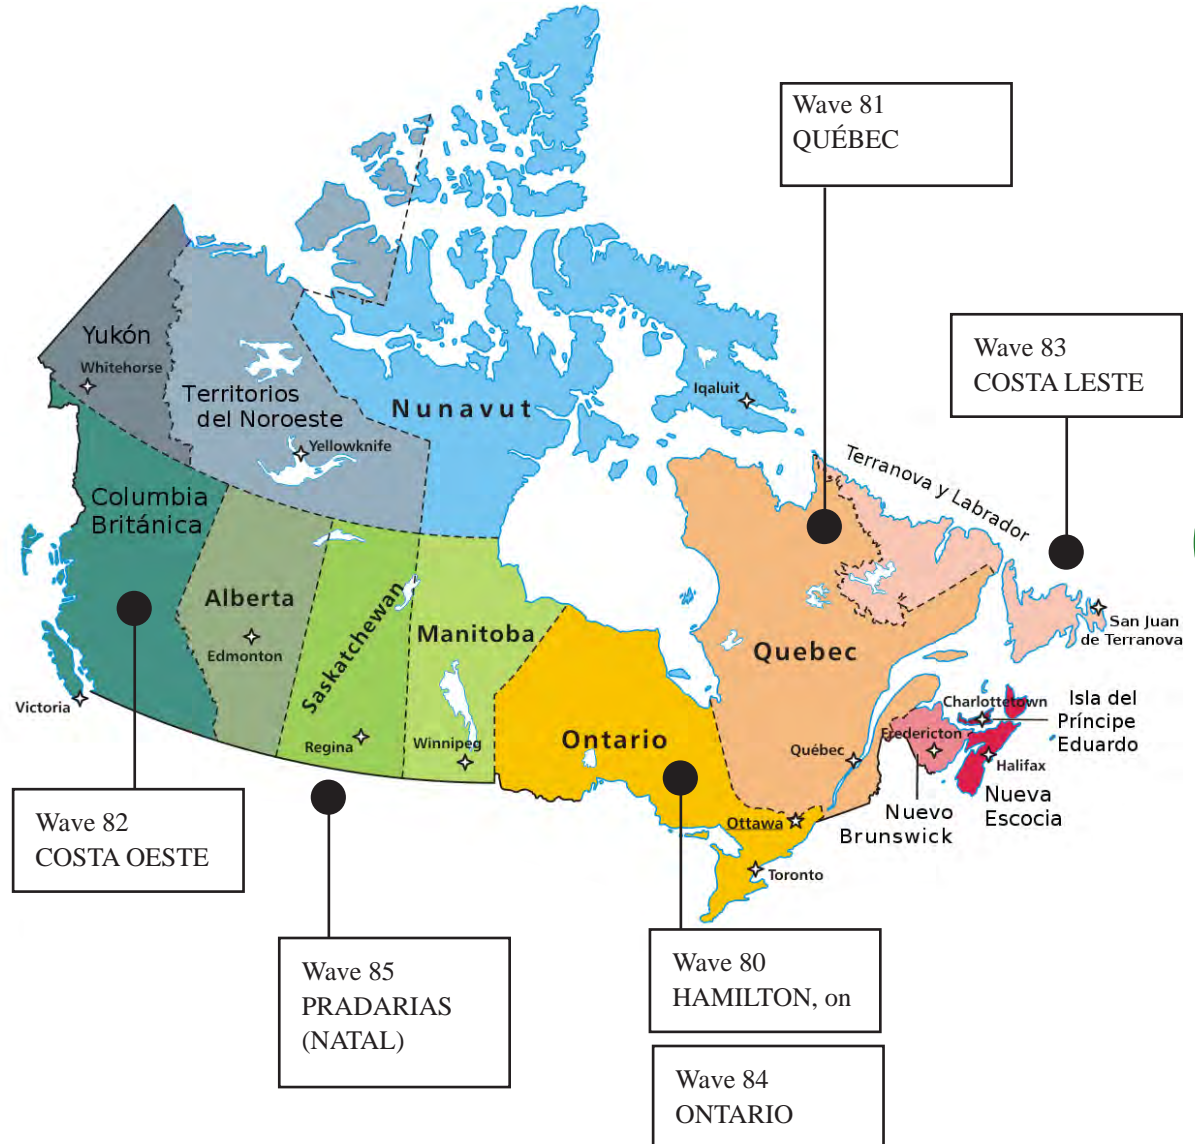 Wave 81
QUÉBEC
Wave 83
COSTA LESTE
Yukón
Whitehorse
Territorios
del Noroeste
Yellowknife
Nunavut
Iqaluit
Terranova y Labrador
Columbia
Británica
Alberta
Edmonton
Saskatchewan
Regina
Manitoba
Winnipeg
Victoria
Ontario
Ottawa
Toronto
Quebec
Québec
San Juan
de Terranova
Charlottetown
Isla del
Príncipe
Eduardo
Fredericton
Halifax
Nueva
Escocia
Nuevo
Brunswick
Wave 82
COSTA OESTE
Wave 85
PRADARIAS
(NATAL)
Wave 80
HAMILTON, on
Wave 84
ONTARIO